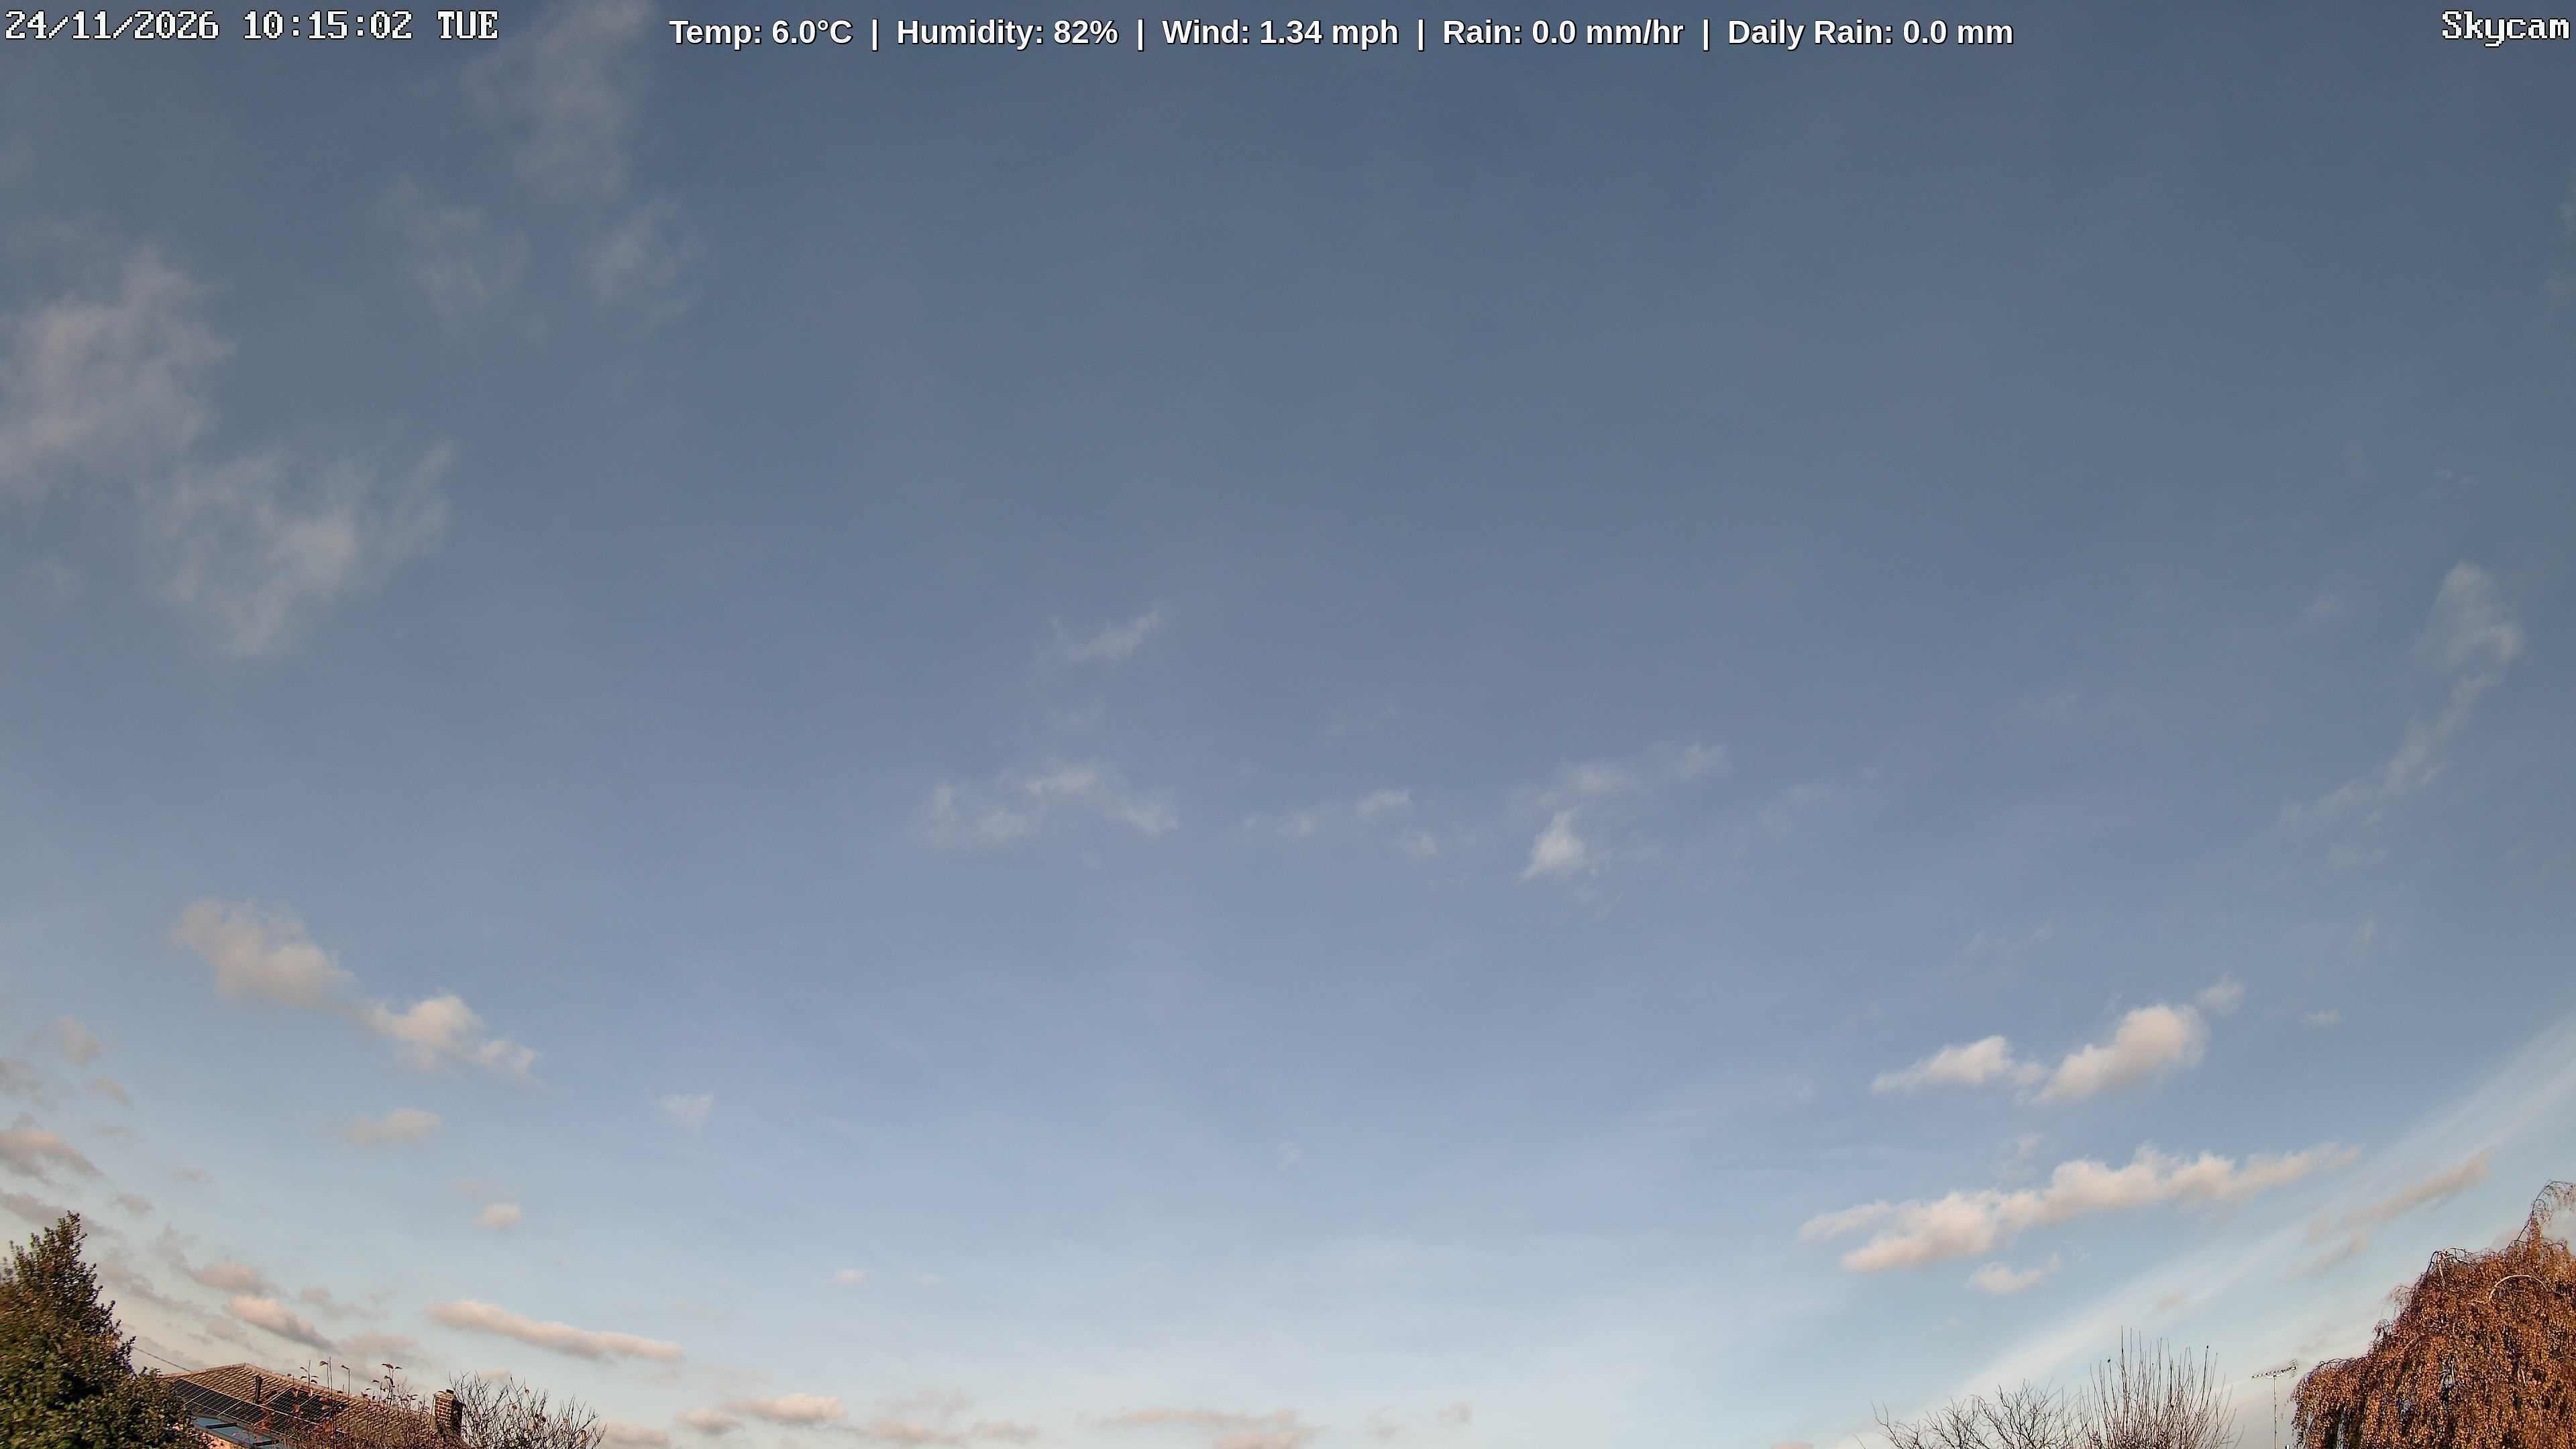 24/11/2026 10:15:02 TUE
Temp: 6.0°C | Humidity: 82% | Wind: 1.34 mph | Rain: 0.0 mm/hr | Daily Rain: 0.0 mm
Skycam